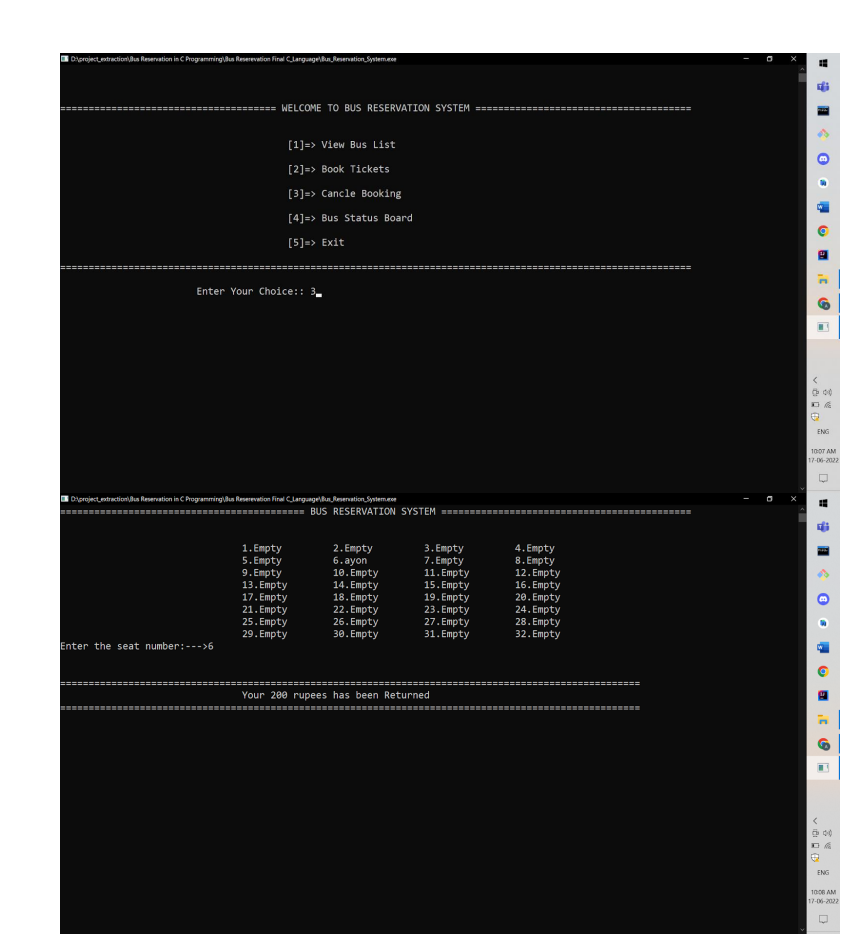 D:\project_extraction\Bus Reservation in C Programming\Bus Reserevation Final C_Language\Bus_Reservation_System.exe
===================================== WELCOME TO BUS RESERVATION SYSTEM =====================================
[1]=> View Bus List
[2]=> Book Tickets
[3]=> Cancle Booking
[4]=> Bus Status Board
[5]=> Exit
===============================================================================================================
Enter Your Choice:: 3
ENG
10:07 AM
17-06-2022
D:\project_extraction\Bus Reservation in C Programming\Bus Reserevation Final C_Language\Bus_Reservation_System.exe
=========================================== BUS RESERVATION SYSTEM ============================================
1.Empty 2.Empty 3.Empty 4.Empty
5.Empty 6.ayon 7.Empty 8.Empty
9.Empty 10.Empty 11.Empty 12.Empty
13.Empty 14.Empty 15.Empty 16.Empty
17.Empty 18.Empty 19.Empty 20.Empty
21.Empty 22.Empty 23.Empty 24.Empty
25.Empty 26.Empty 27.Empty 28.Empty
29.Empty 30.Empty 31.Empty 32.Empty
Enter the seat number:--->6
======================================================================================================
Your 200 rupees has been Returned
======================================================================================================
ENG
10:08 AM
17-06-2022